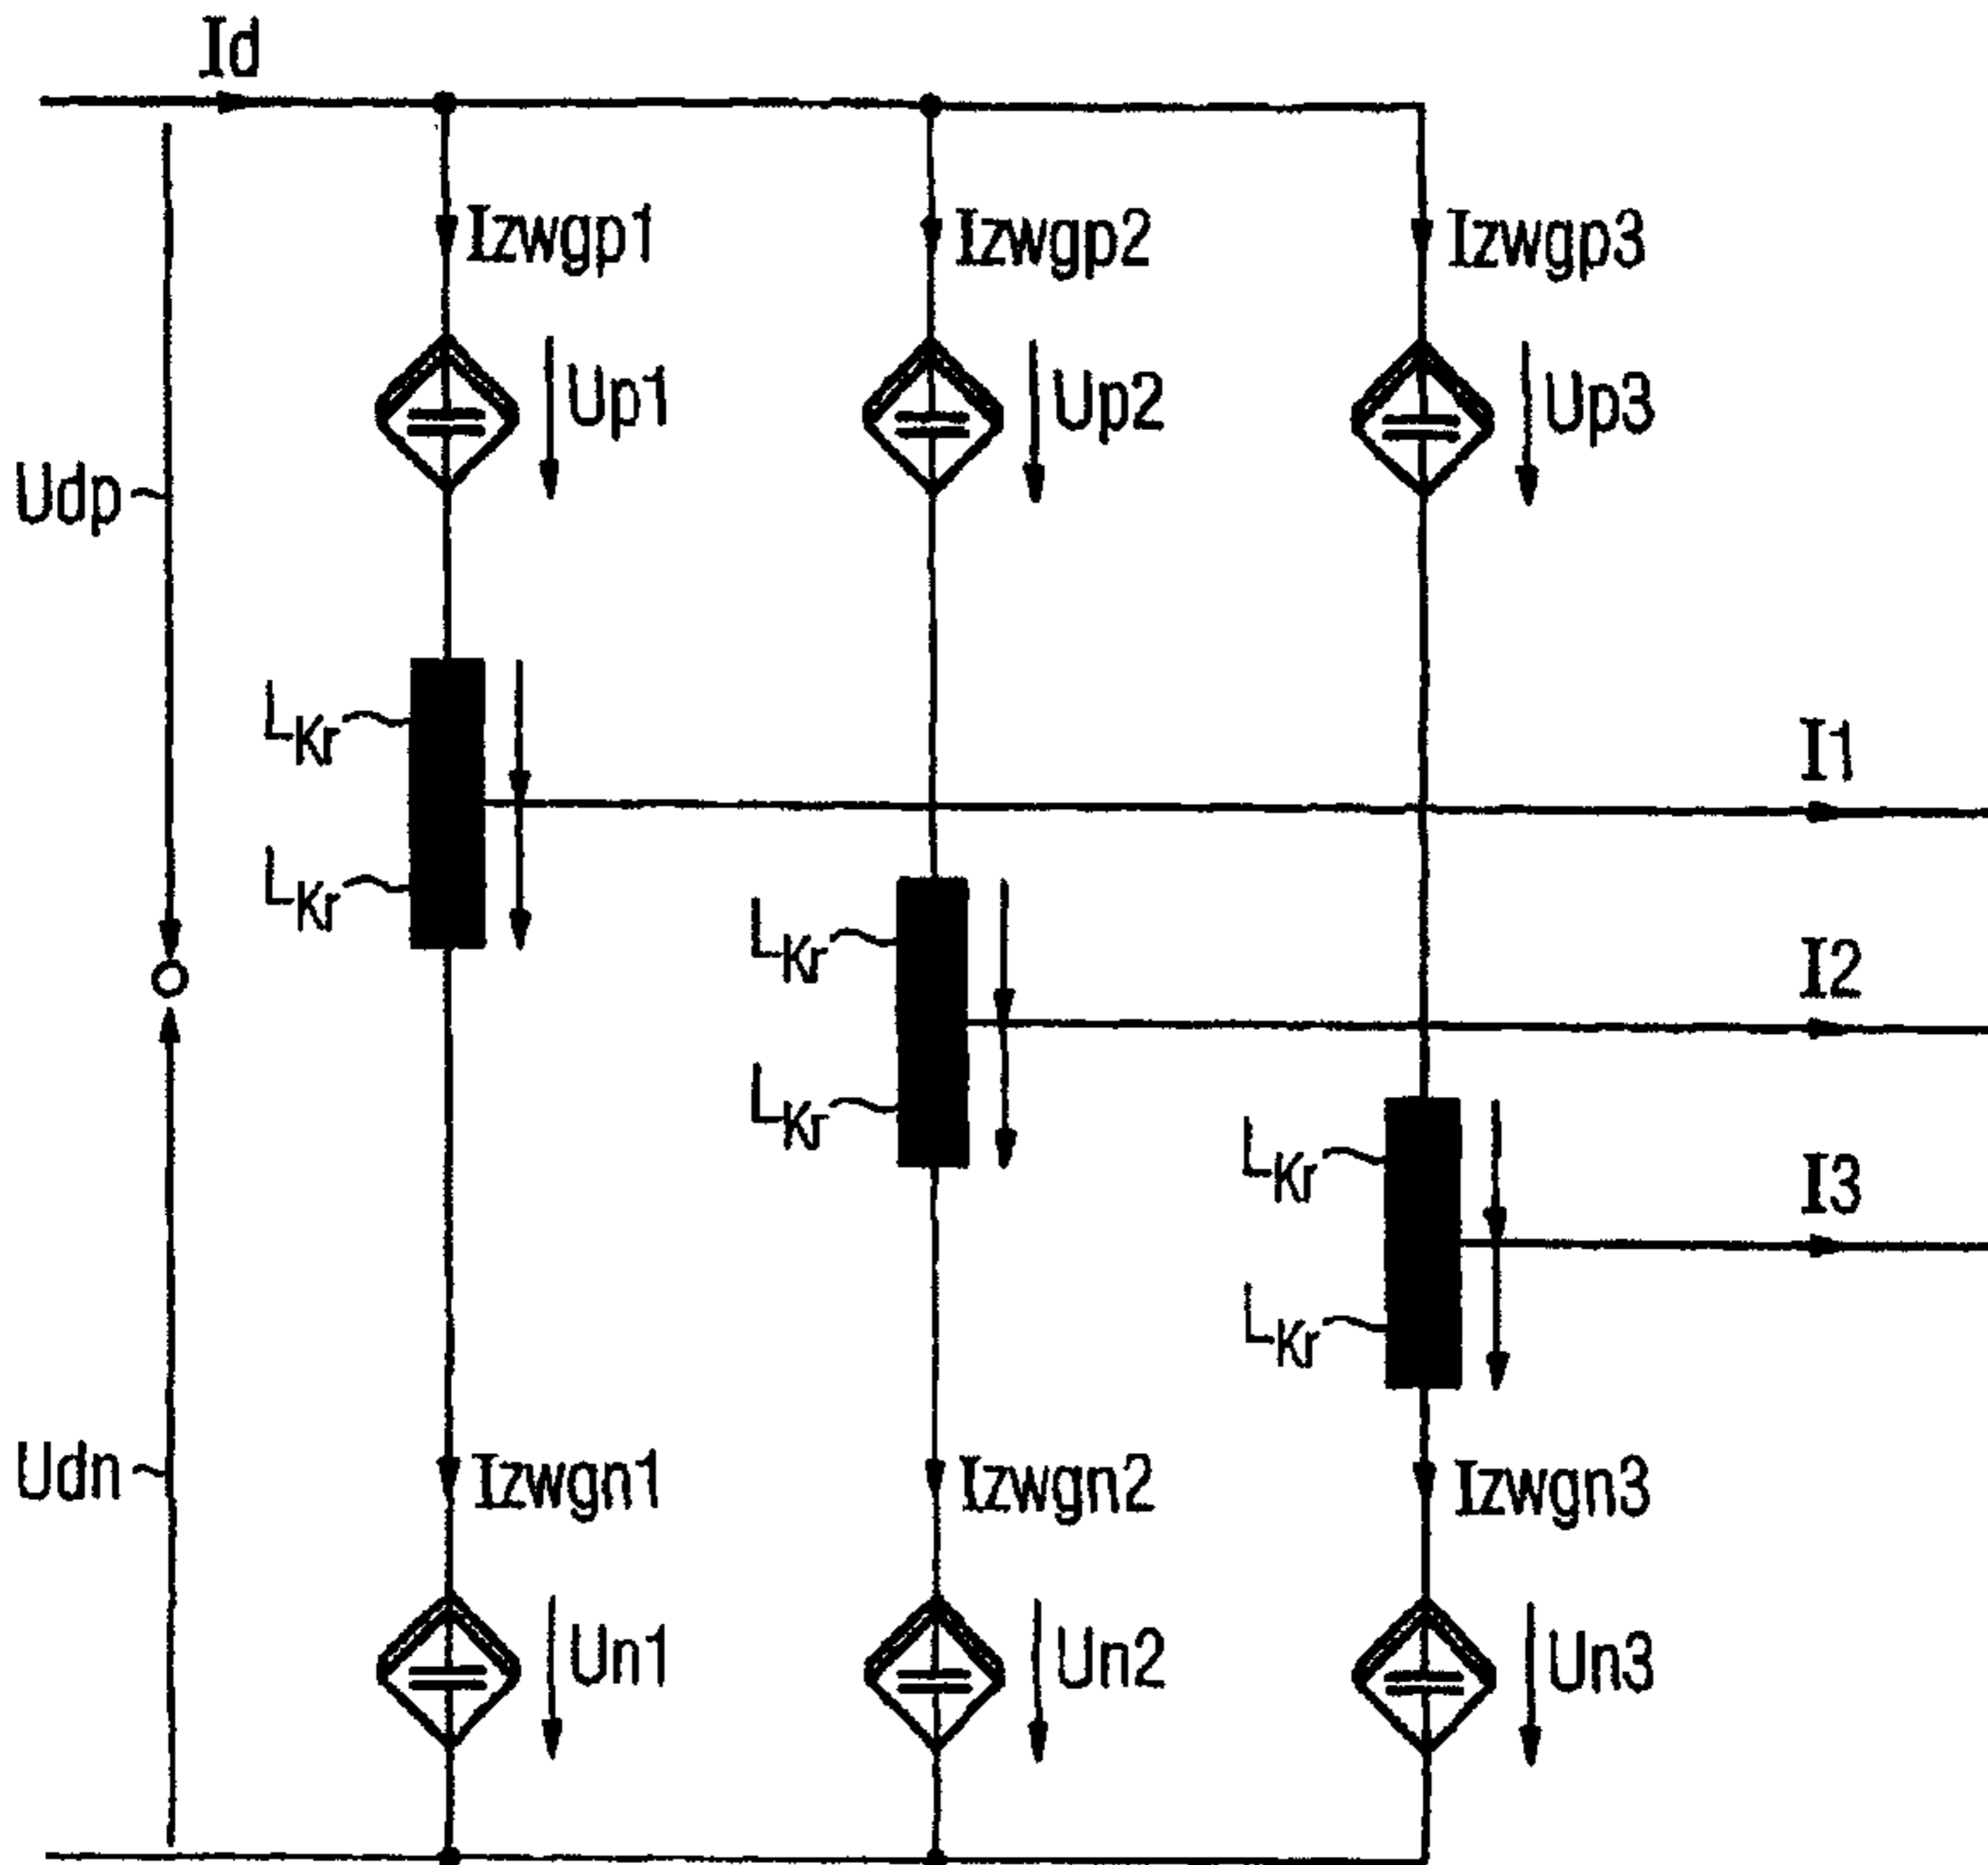 Id
Izwgp1 Izwgp2 Izwgp3
Up1 Up2 Up3
Udp
LKr
I1
LKr
LKr
I2
LKr
LKr
I3
LKr
Udn
Izwgn1 Izwgn2 Izwgn3
Un1 Un2 Un3